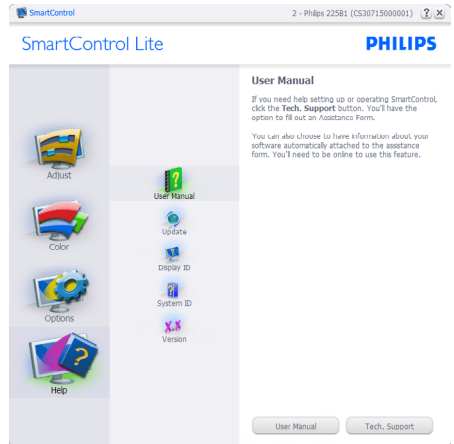 SmartControl
2 - Philips 225B1 (CS30715000001)
? X
SmartControl Lite
PHILIPS
Adjust
Color
Options
Help
User Manual
Update
Display ID
System ID
X.X
Version
User Manual
If you need help setting up or operating SmartControl,
click the Tech. Support button. You'll have the
option to fill out an Assistance Form.
You can also choose to have information about your
software automatically attached to the assistance
form. You'll need to be online to use this feature.
User Manual
Tech. Support